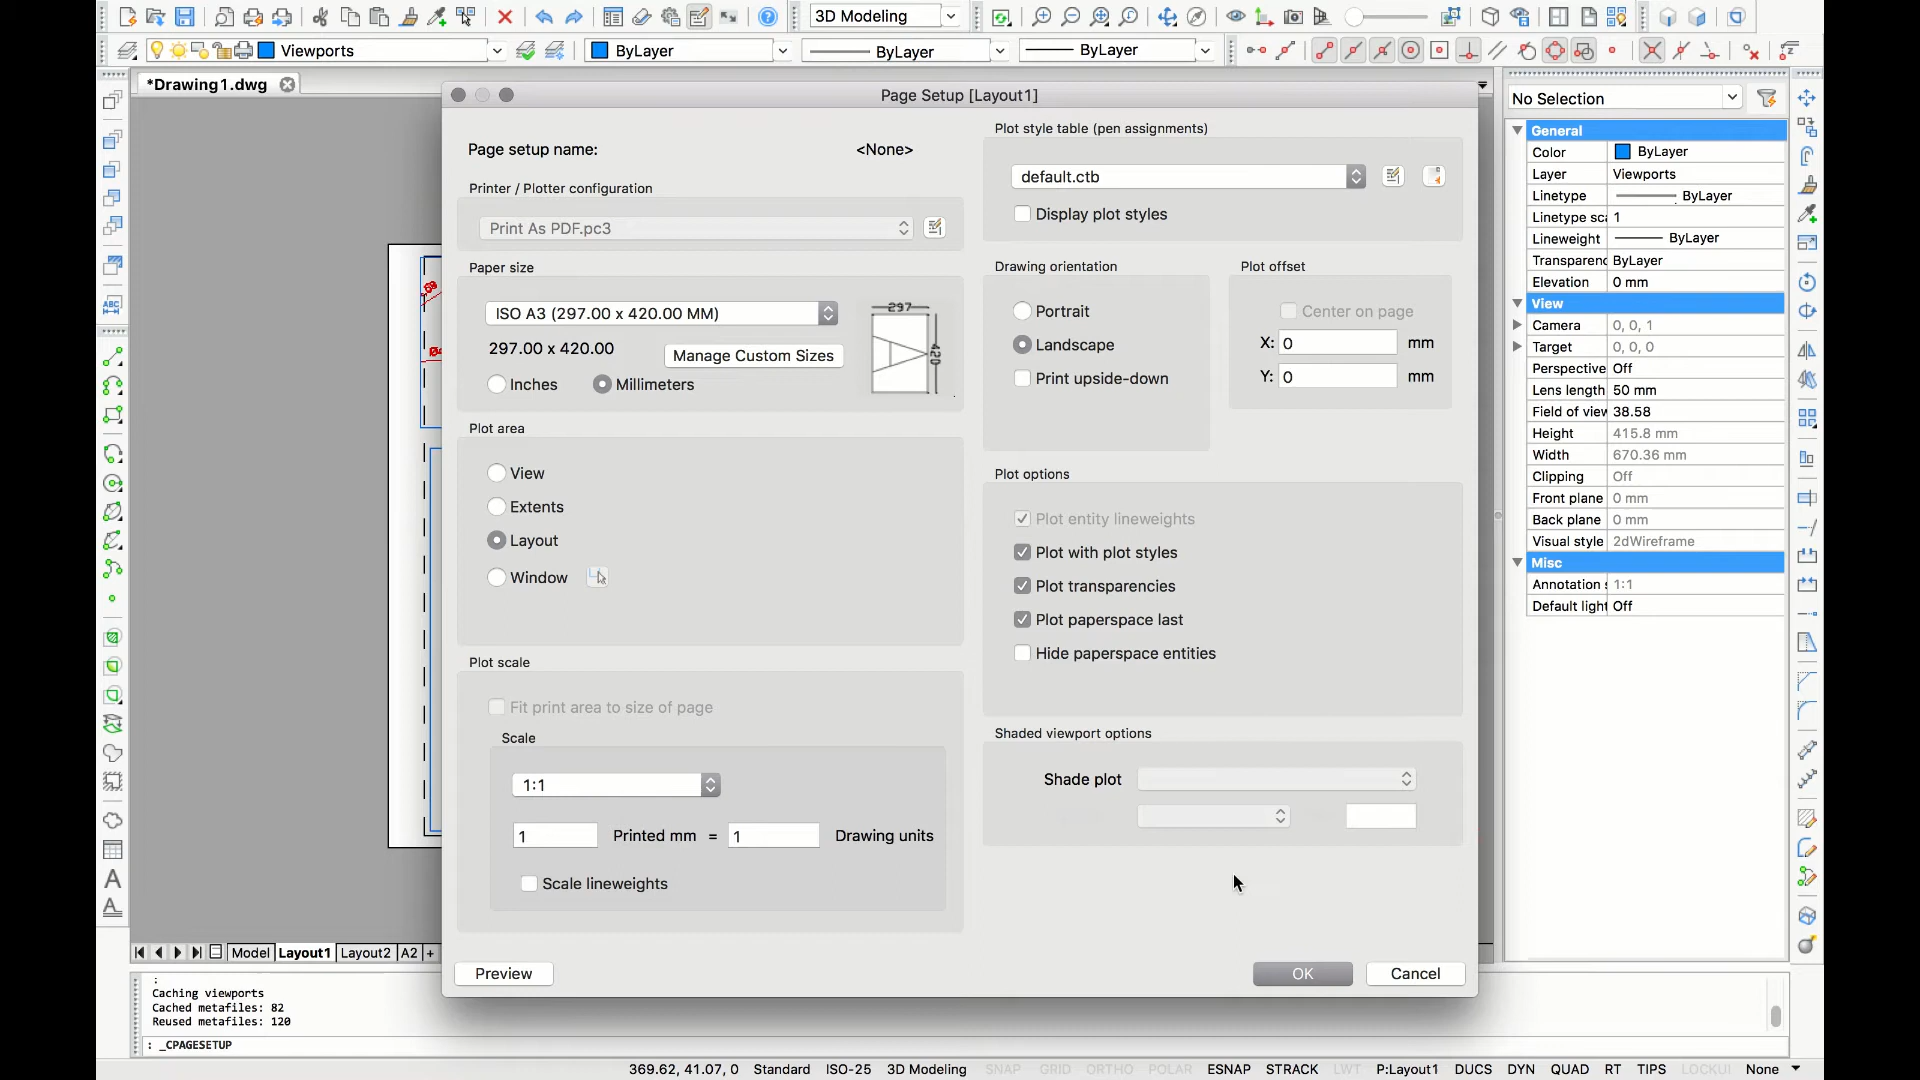 3D Modeling
Viewports
ByLayer
ByLayer
ByLayer
*Drawing1.dwg
Page Setup [Layout1]
No Selection
Page setup name:
<None>
Printer / Plotter configuration
Print As PDF.pc3
Paper size
ISO A3 (297.00 x 420.00 MM)
297.00 x 420.00
Manage Custom Sizes
Inches
Millimeters
297
420
Plot area
View
Extents
Layout
Window
Plot scale
Fit print area to size of page
Scale
1:1
1
Printed mm
=
1
Drawing units
Scale lineweights
Plot style table (pen assignments)
default.ctb
Display plot styles
Drawing orientation
Portrait
Landscape
Print upside-down
Plot offset
Center on page
X:
0
mm
Y:
0
mm
Plot options
Plot entity lineweights
Plot with plot styles
Plot transparencies
Plot paperspace last
Hide paperspace entities
Shaded viewport options
Shade plot
Preview
OK
Cancel
General
Color ByLayer
Layer Viewports
Linetype ByLayer
Linetype sca 1
Lineweight ByLayer
Transparenc ByLayer
Elevation 0 mm
View
Camera 0, 0, 1
Target 0, 0, 0
Perspective Off
Lens length 50 mm
Field of view 38.58
Height 415.8 mm
Width 670.36 mm
Clipping Off
Front plane 0 mm
Back plane 0 mm
Visual style 2dWireframe
Misc
Annotation s 1:1
Default light Off
ABC
A
A
Model Layout1 Layout2 A2 +
:
Caching viewports
Cached metafiles: 82
Reused metafiles: 120
: _CPAGESETUP
369.62, 41.07, 0 Standard ISO-25 3D Modeling SNAP GRID ORTHO POLAR ESNAP STRACK LWT P:Layout1 DUCS DYN QUAD RT TIPS LOCKUI None